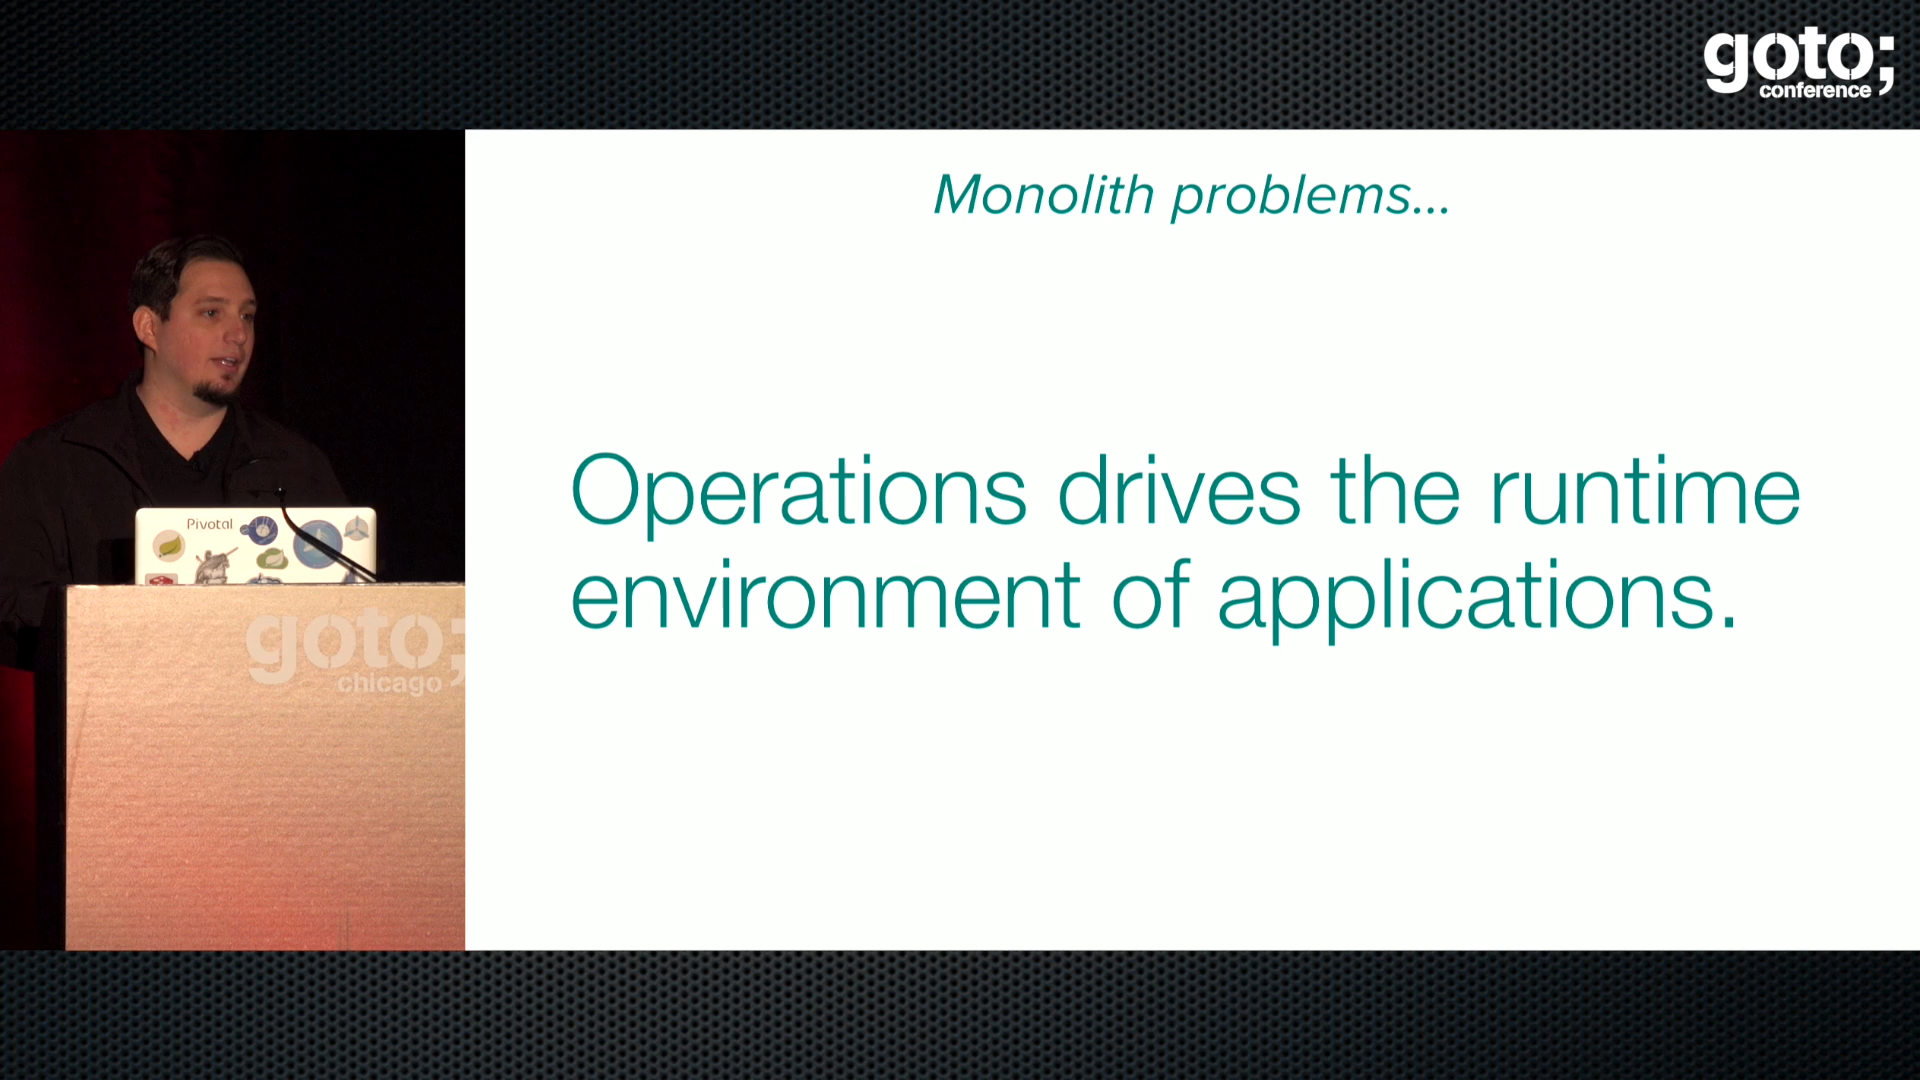 goto;
conference
Monolith problems...
Operations drives the runtime
environment of applications.
Pivotal
goto;
chicago